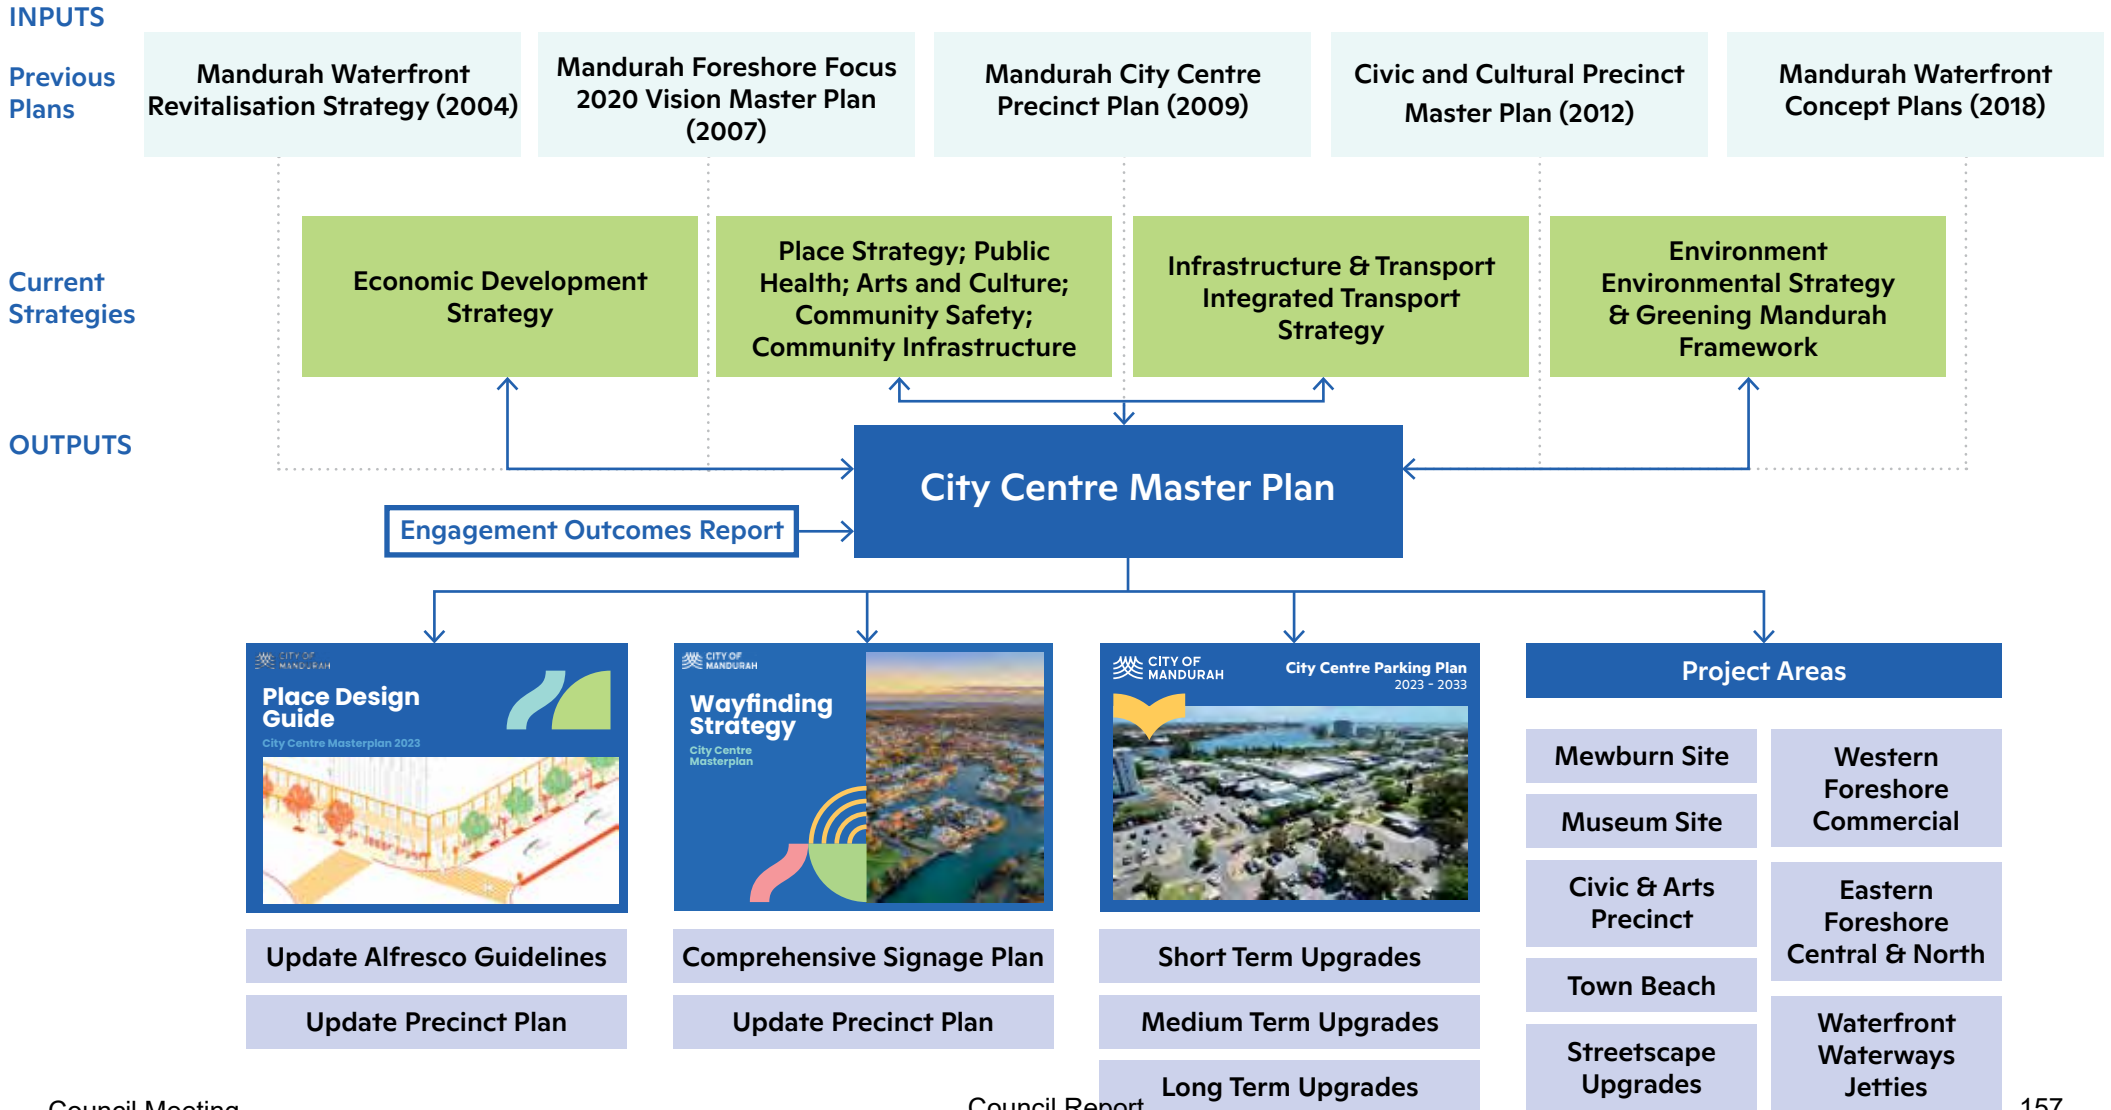 INPUTS
Previous
Plans
Mandurah Waterfront
Revitalisation Strategy (2004)
Mandurah Foreshore Focus
2020 Vision Master Plan
(2007)
Mandurah City Centre
Precinct Plan (2009)
Civic and Cultural Precinct
Master Plan (2012)
Mandurah Waterfront
Concept Plans (2018)
Current
Strategies
Economic Development
Strategy
Place Strategy; Public
Health; Arts and Culture;
Community Safety;
Community Infrastructure
Infrastructure & Transport
Integrated Transport
Strategy
Environment
Environmental Strategy
& Greening Mandurah
Framework
OUTPUTS
City Centre Master Plan
Engagement Outcomes Report
CITY OF
MANDURAH
Place Design
Guide
City Centre Masterplan 2023
CITY OF
MANDURAH
Wayfinding
Strategy
City Centre
Masterplan
CITY OF
MANDURAH
City Centre Parking Plan
2023 - 2033
Project Areas
Update Alfresco Guidelines
Update Precinct Plan
Comprehensive Signage Plan
Update Precinct Plan
Short Term Upgrades
Medium Term Upgrades
Long Term Upgrades
Mewburn Site
Museum Site
Civic & Arts
Precinct
Town Beach
Streetscape
Upgrades
Western
Foreshore
Commercial
Eastern
Foreshore
Central & North
Waterfront
Waterways
Jetties
Council Meeting
Council Report
157